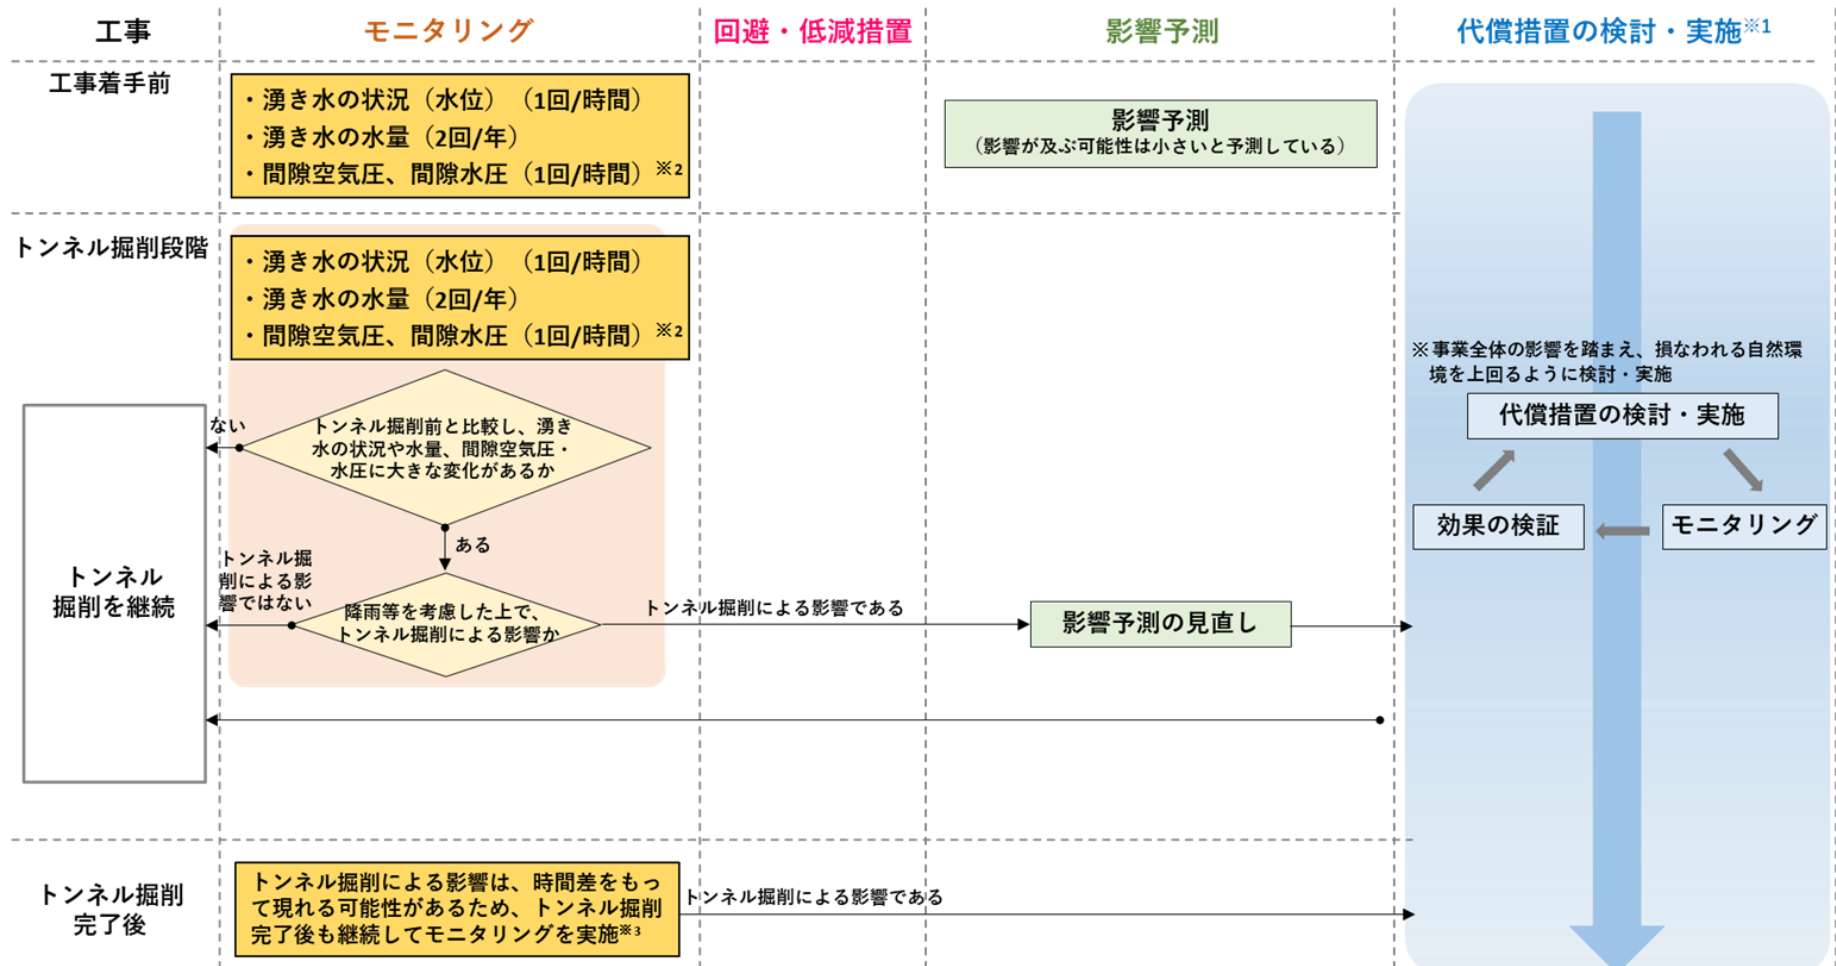 工事
モニタリング
回避・低減措置
影響予測
代償措置の検討・実施※1
工事着手前
・湧き水の状況（水位）（1回/時間）
・湧き水の水量（2回/年）
・間隙空気圧、間隙水圧（1回/時間）※2
影響予測
（影響が及ぶ可能性は小さいと予測している）
トンネル掘削段階
・湧き水の状況（水位）（1回/時間）
・湧き水の水量（2回/年）
・間隙空気圧、間隙水圧（1回/時間）※2
※事業全体の影響を踏まえ、損なわれる自然環
境を上回るように検討・実施
代償措置の検討・実施
モニタリング
効果の検証
ない
トンネル掘削前と比較し、湧き
水の状況や水量、間隙空気圧・
水圧に大きな変化があるか
ある
トンネル掘
削による影
響ではない
降雨等を考慮した上で、
トンネル掘削による影響か
トンネル掘削による影響である
影響予測の見直し
トンネル
掘削を継続
トンネル掘削
完了後
トンネル掘削による影響は、時間差をもっ
て現れる可能性があるため、トンネル掘削
完了後も継続してモニタリングを実施※3
トンネル掘削による影響である